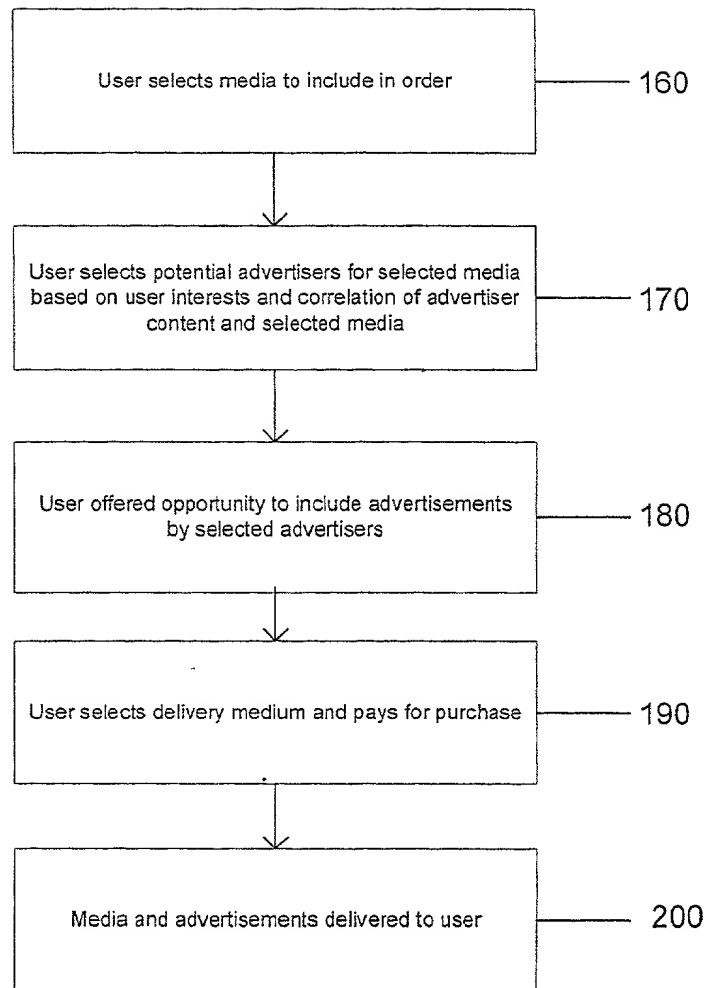 User selects media to include in order
160
User selects potential advertisers for selected media
based on user interests and correlation of advertiser
content and selected media
170
User offered opportunity to include advertisements
by selected advertisers
180
User selects delivery medium and pays for purchase
190
Media and advertisements delivered to user
200